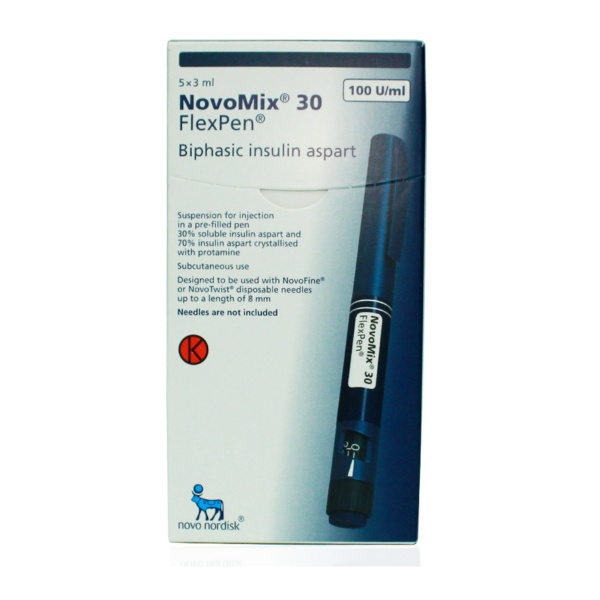 5 × 3 ml
NovoMix® 30
FlexPen®
100 U/ml
Biphasic insulin aspart
Suspension for injection
in a pre-filled pen
30% soluble insulin aspart and
70% insulin aspart crystallised
with protamine
Subcutaneous use
Designed to be used with NovoFine®
or NovoTwist® disposable needles
up to a length of 8 mm
Needles are not included
K
NovoMix® 30
FlexPen®
novo nordisk®